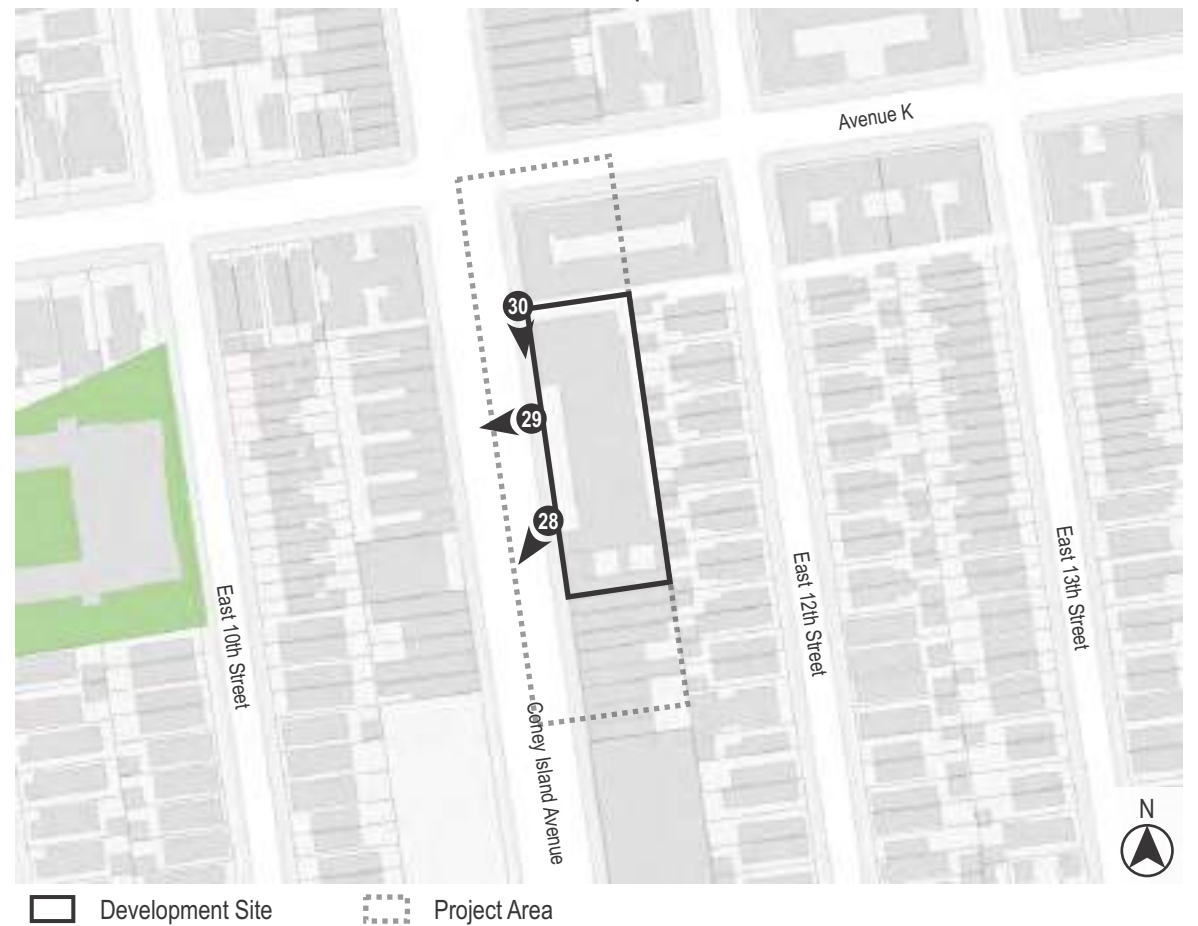 Avenue K
30
29
28
East 10th Street
Coney Island Avenue
East 12th Street
East 13th Street
N
Development Site
Project Area